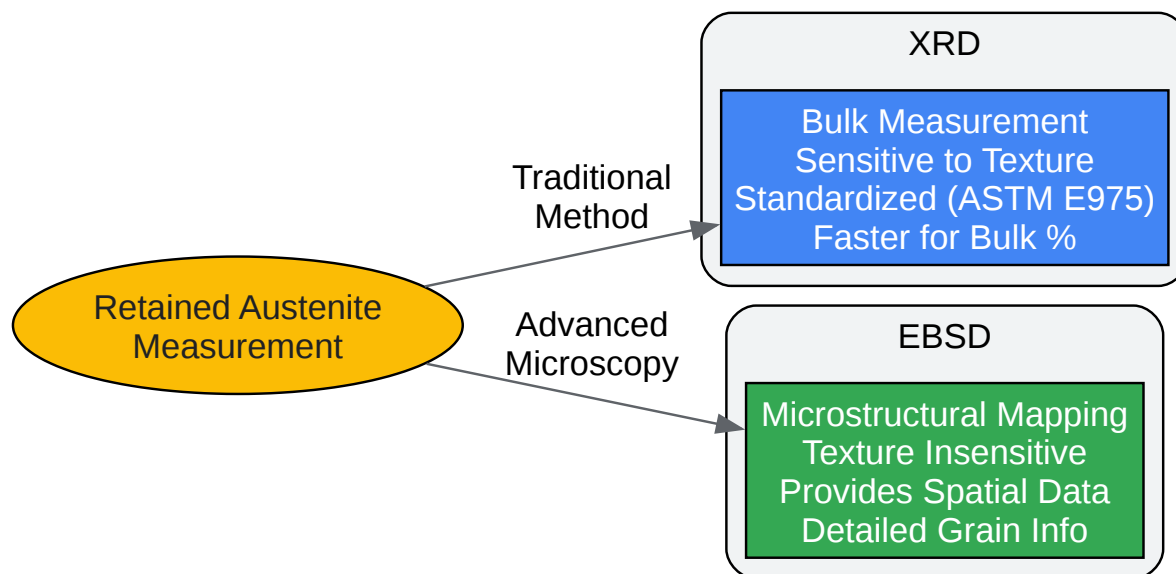 Retained Austenite
Measurement
Traditional
Method
XRD
Bulk Measurement
Sensitive to Texture
Standardized (ASTM E975)
Faster for Bulk %
Advanced
Microscopy
EBSD
Microstructural Mapping
Texture Insensitive
Provides Spatial Data
Detailed Grain Info